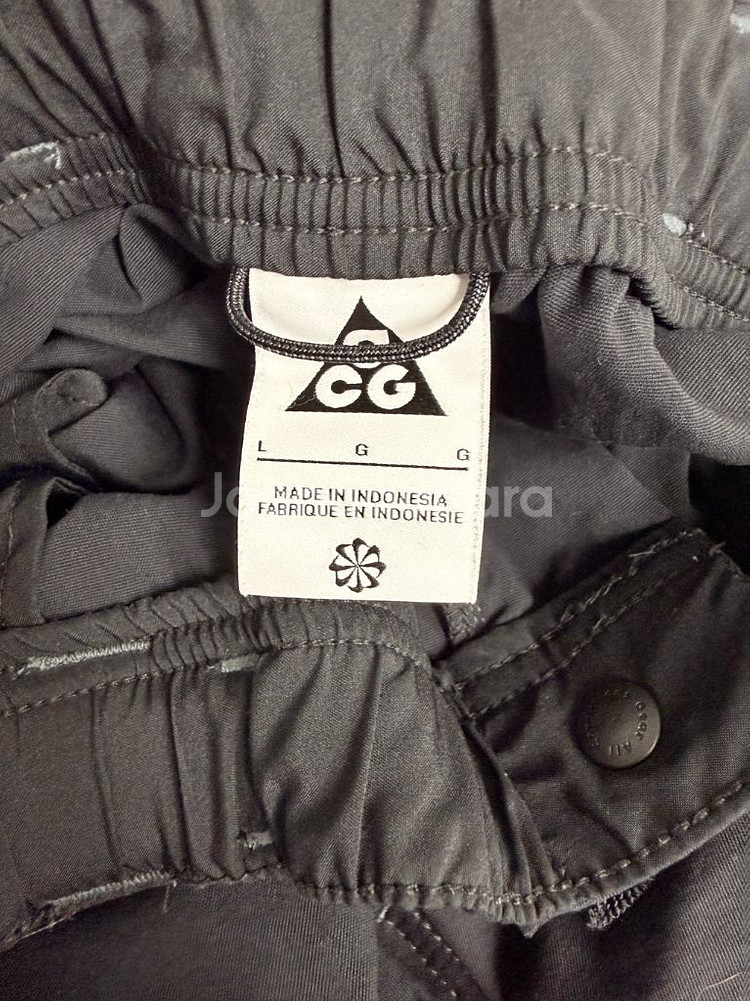 CG
L G G
MADE IN INDONESIA
FABRIQUE EN INDONESIE